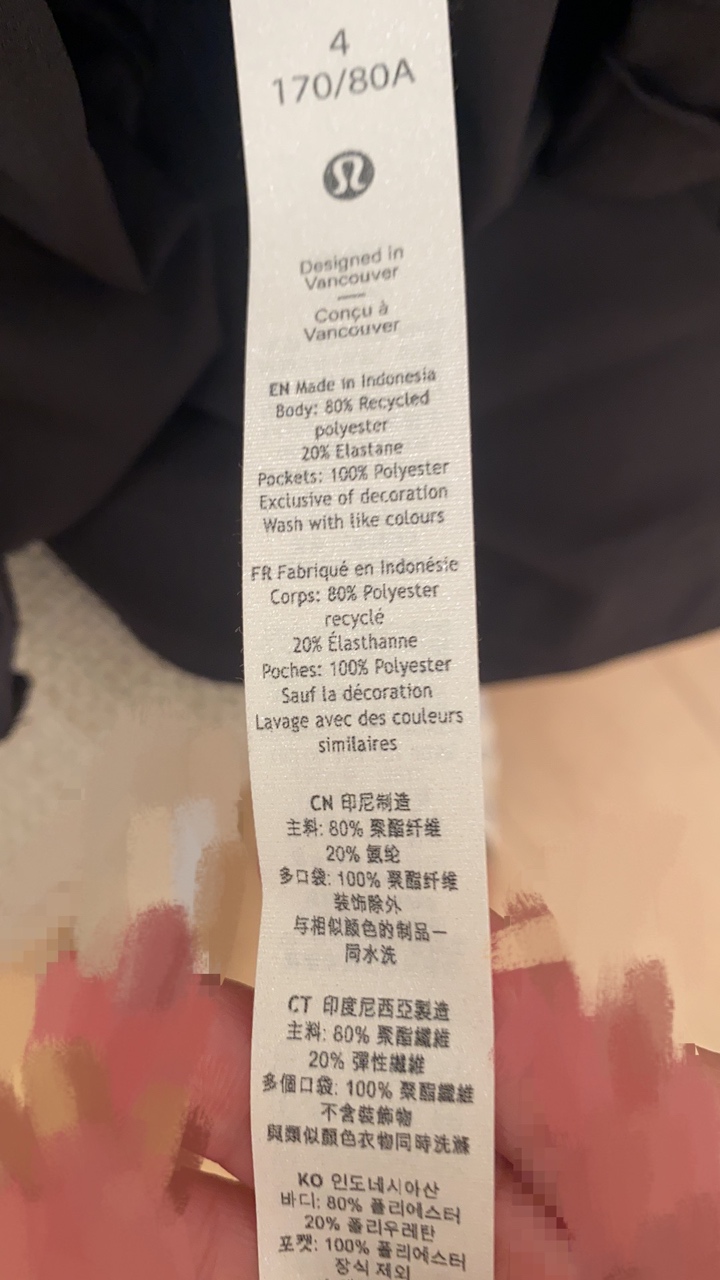 4
170/80A
Designed in
Vancouver
Conçu à
Vancouver
EN Made in Indonesia
Body: 80% Recycled
polyester
20% Elastane
Pockets: 100% Polyester
Exclusive of decoration
Wash with like colours
FR Fabriqué en Indonésie
Corps: 80% Polyester
recyclé
20% Élasthanne
Poches: 100% Polyester
Sauf la décoration
Lavage avec des couleurs
similaires
CN 印尼制造
主料: 80% 聚酯纤维
20% 氨纶
多口袋: 100% 聚酯纤维
装饰除外
与相似颜色的制品一
同水洗
CT 印度尼西亞製造
主料: 80% 聚酯纖維
20% 彈性纖維
多個口袋: 100% 聚酯纖維
不含裝飾物
與類似顏色衣物同時洗滌
KO 인도네시아산
바디: 80% 폴리에스터
20% 폴리우레탄
포켓: 100% 폴리에스터
장식 제외